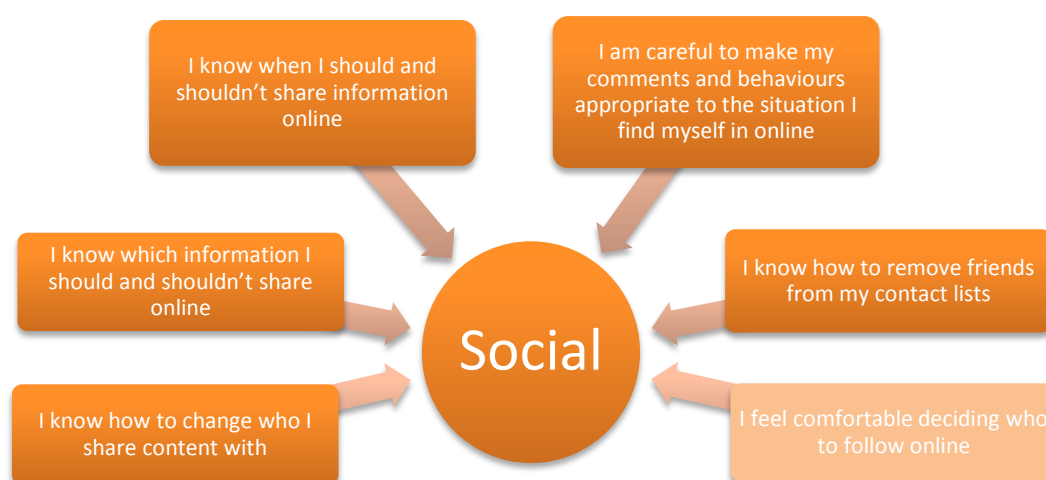 I know when I should and
shouldn’t share information
online
I am careful to make my
comments and behaviours
appropriate to the situation I
find myself in online
I know which information I
should and shouldn’t share
online
I know how to remove friends
from my contact lists
Social
I know how to change who I
share content with
I feel comfortable deciding who
to follow online